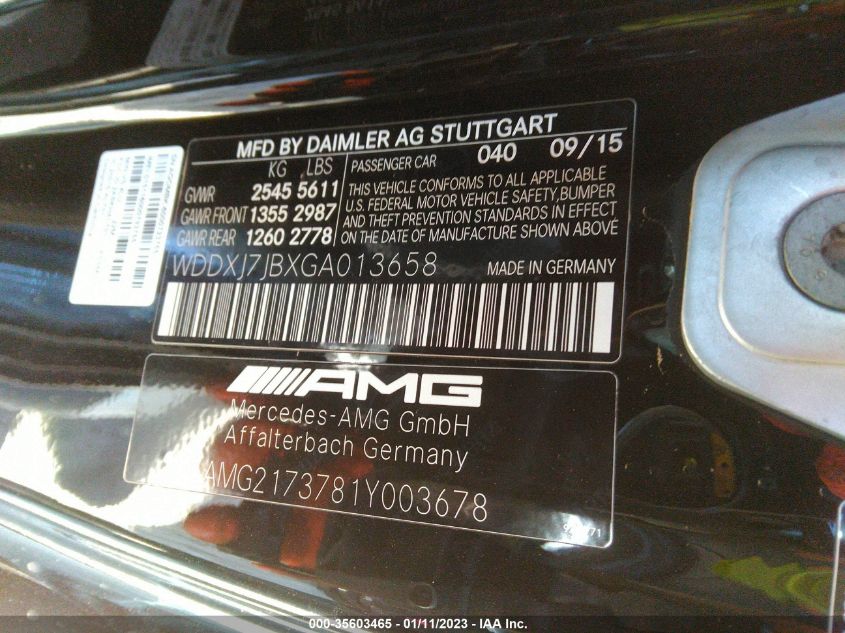 MFD BY DAIMLER AG STUTTGART
KG LBS
GVWR 2545 5611
GAWR FRONT 1355 2987
GAWR REAR 1260 2778
PASSENGER CAR 040 09/15
THIS VEHICLE CONFORMS TO ALL APPLICABLE
U.S. FEDERAL MOTOR VEHICLE SAFETY, BUMPER
AND THEFT PREVENTION STANDARDS IN EFFECT
ON THE DATE OF MANUFACTURE SHOWN ABOVE
WDDXJ7JBXGA013658 MADE IN GERMANY
AMG
Mercedes-AMG GmbH
Affalterbach Germany
AMG2173781Y003678
000-35603465 - 01/11/2023 - IAA Inc.